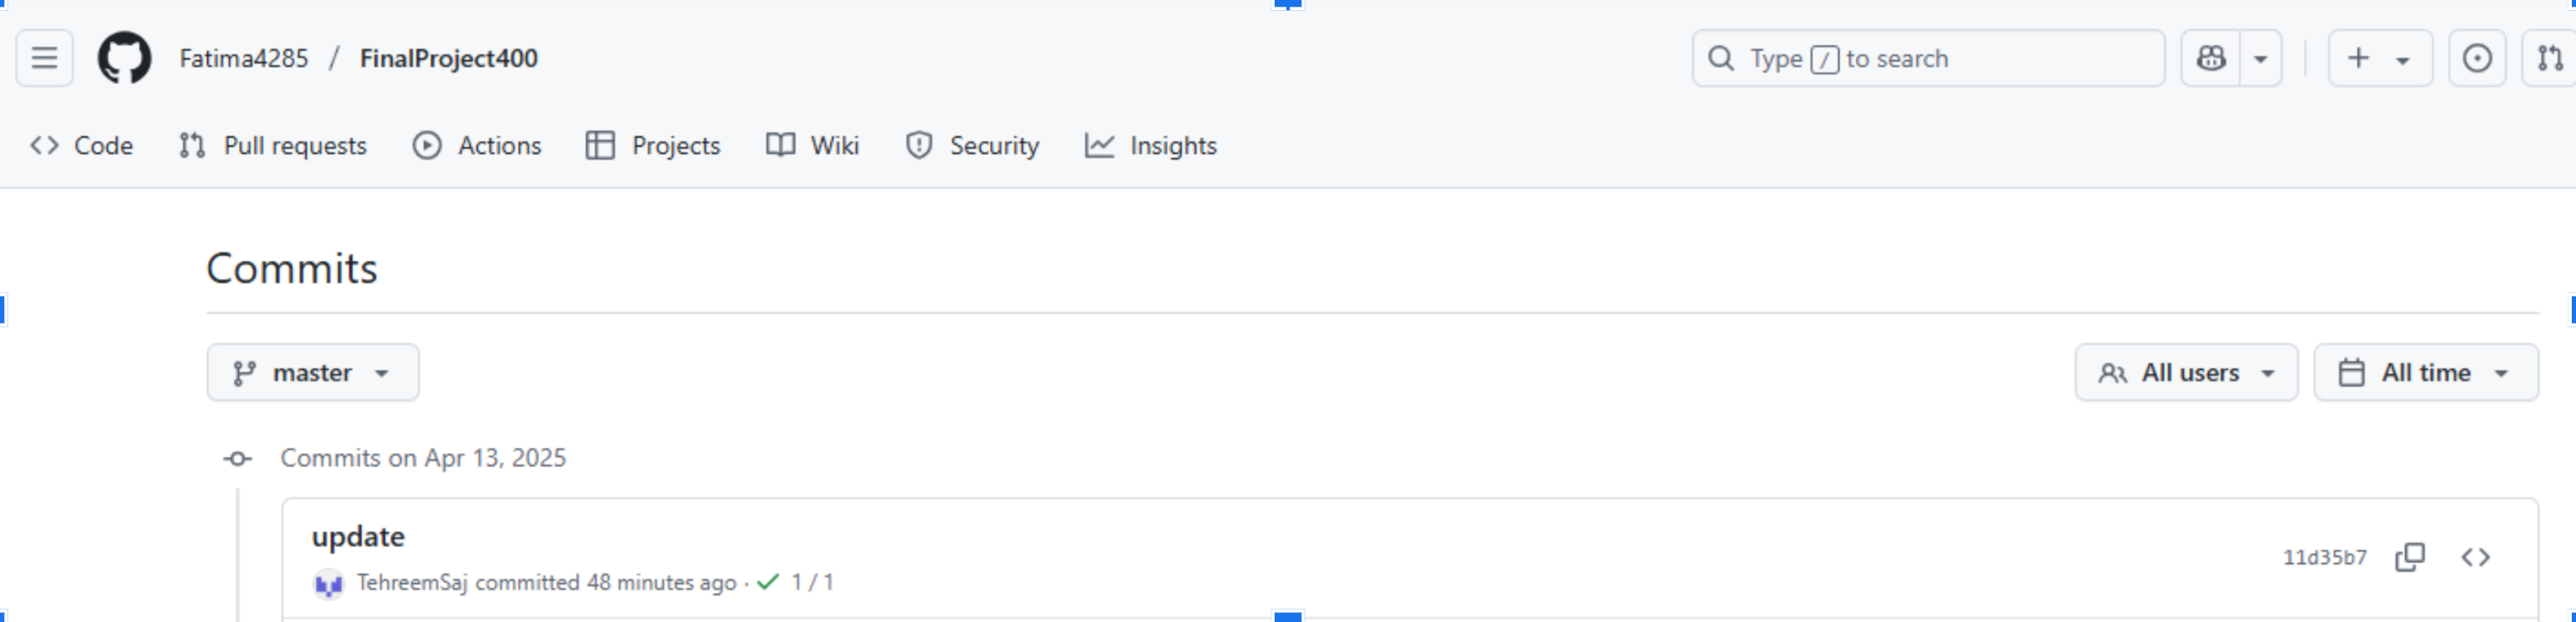 Fatima4285 / FinalProject400
Type / to search
Code Pull requests Actions Projects Wiki Security Insights
Commits
master All users All time
Commits on Apr 13, 2025
update
TehreemSaj committed 48 minutes ago · ✓ 1 / 1
11d35b7